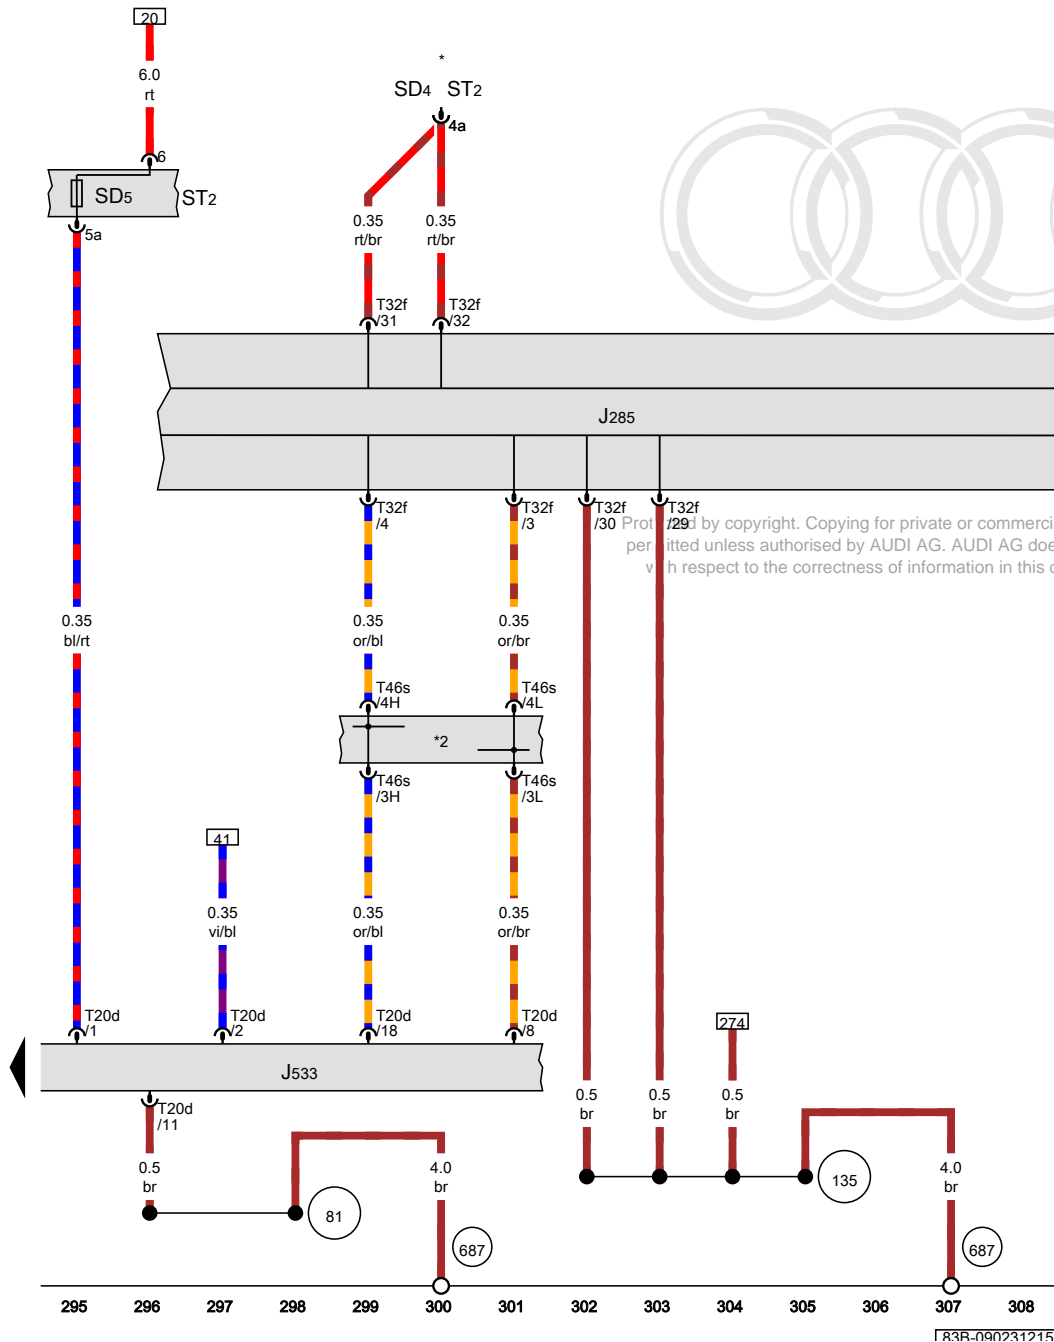 20
6.0
rt
*
SD4 ST2
4a
6
SD5
ST2
5a
0.35
rt/br
0.35
rt/br
T32f
/31
T32f
/32
J285
T32f
/4
T32f
/3
T32f
/30
T32f
/29
by copyright. Copying for private or commerci
unless authorised by AUDI AG. AUDI AG doe
respect to the correctness of information in this
0.35
bl/rt
0.35
or/bl
0.35
or/br
T46s
/4H
T46s
/4L
*2
T46s
/3H
T46s
/3L
41
0.35
vi/bl
0.35
or/bl
0.35
or/br
T20d
/1
T20d
/2
T20d
/18
T20d
/8
274
J533
T20d
/11
0.5
br
0.5
br
0.5
br
0.5
br
4.0
br
4.0
br
135
81
687
687
295 296 297 298 299 300 301 302 303 304 305 306 307 308
83B-090231215